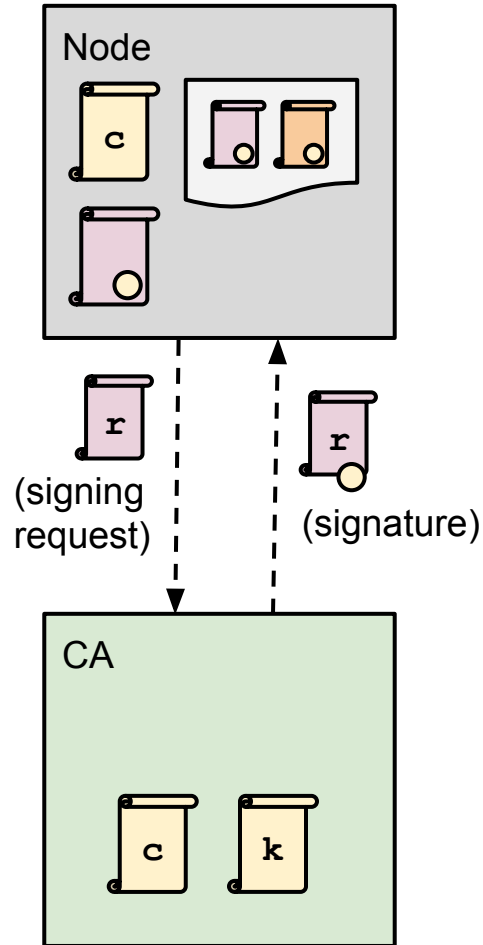 Node
c
r
r
(signing
request)
(signature)
CA
c
k